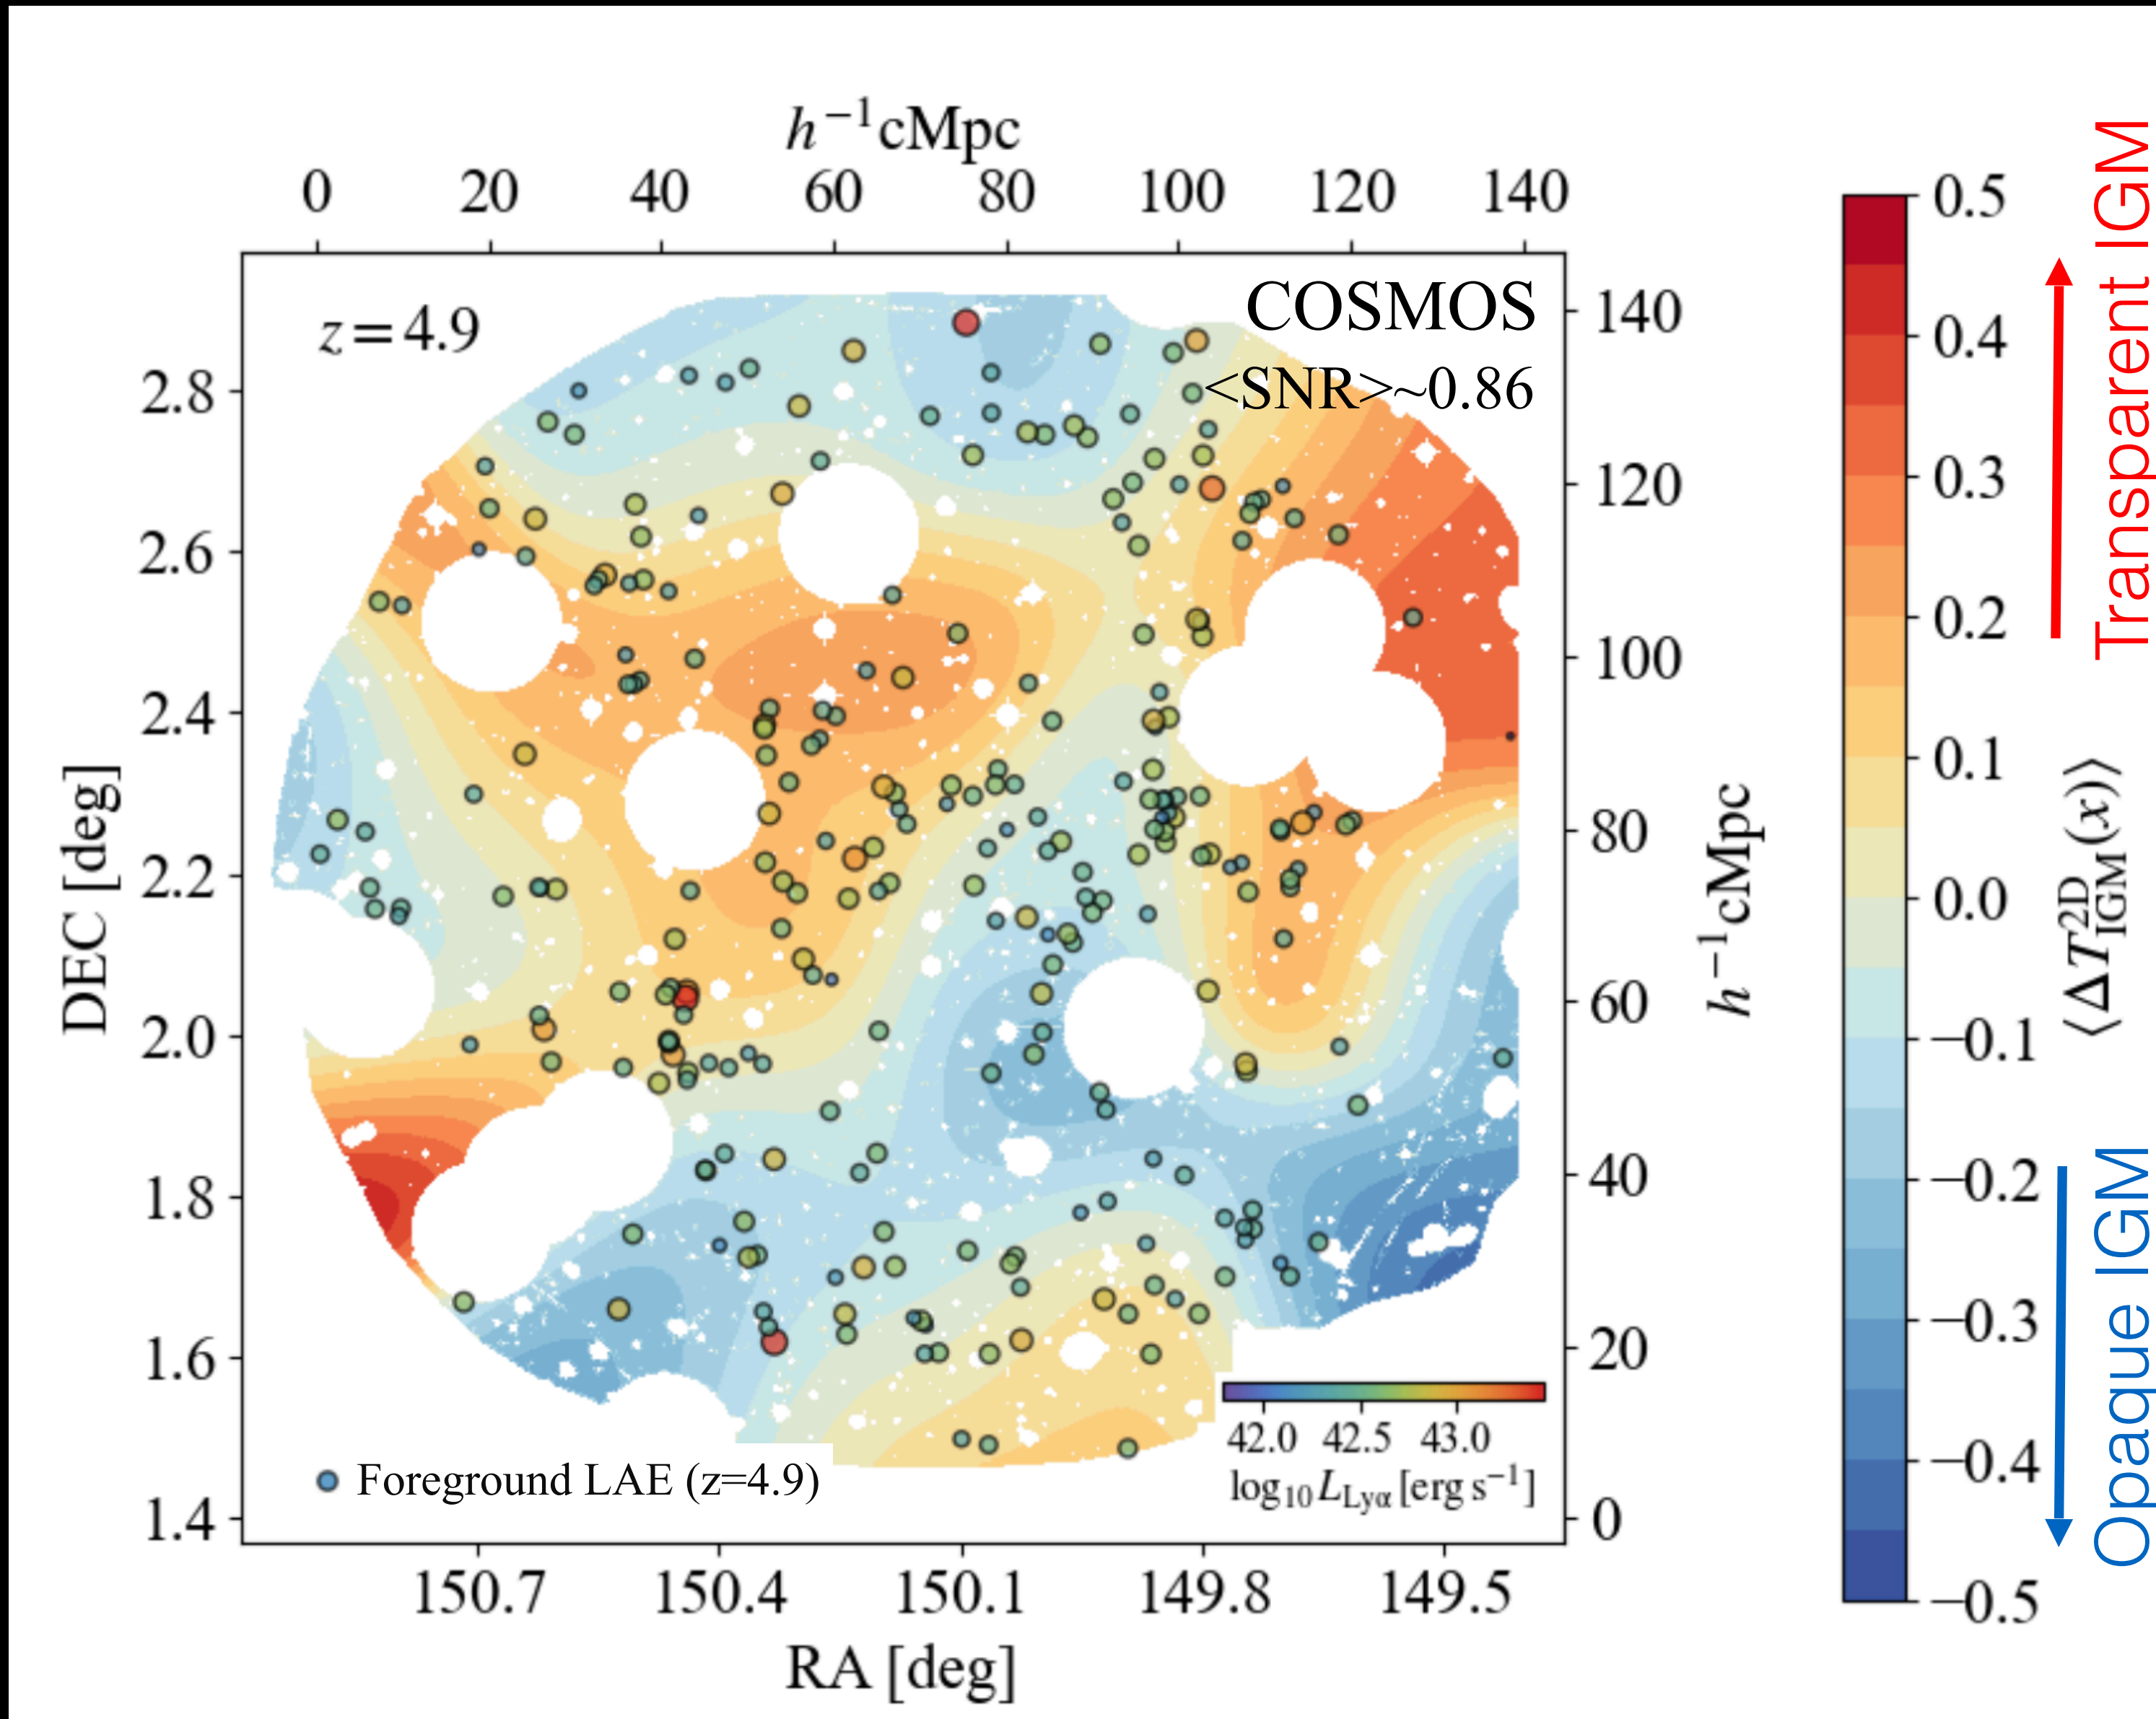 h⁻¹cMpc
0 20 40 60 80 100 120 140
z=4.9
COSMOS
<SNR>~0.86
DEC [deg]
2.8
2.6
2.4
2.2
2.0
1.8
1.6
1.4
140
120
100
80
60
40
20
0
h⁻¹cMpc
Foreground LAE (z=4.9)
42.0 42.5 43.0
log₁₀ L_Lyα [erg s⁻¹]
150.7 150.4 150.1 149.8 149.5
RA [deg]
0.5
0.4
0.3
0.2
0.1
0.0
−0.1
−0.2
−0.3
−0.4
−0.5
⟨ΔT^2D_IGM(x)⟩
Transparent IGM
Opaque IGM